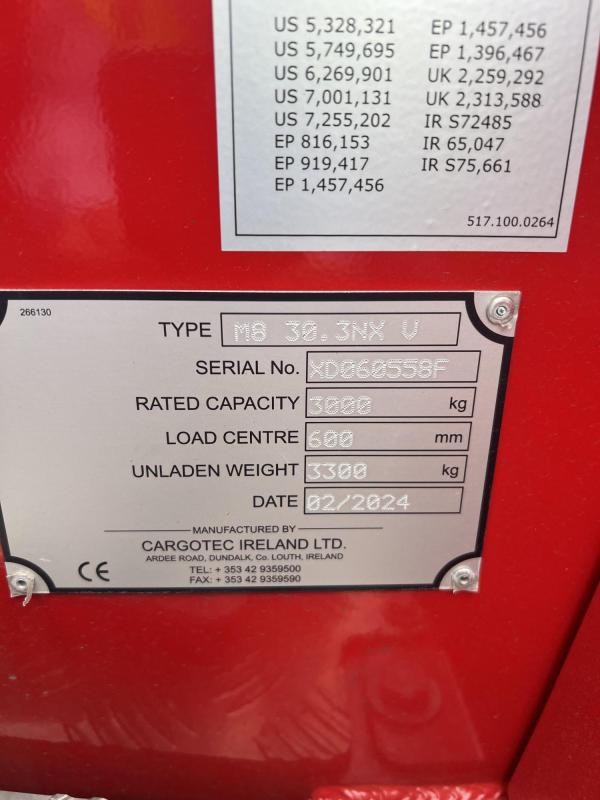 US 5,328,321 EP 1,457,456
US 5,749,695 EP 1,396,467
US 6,269,901 UK 2,259,292
US 7,001,131 UK 2,313,588
US 7,255,202 IR S72485
EP 816,153 IR 65,047
EP 919,417 IR S75,661
EP 1,457,456
517.100.0264
266130
TYPE M8 30.3NX V
SERIAL No. XD060558F
RATED CAPACITY 3000 kg
LOAD CENTRE 600 mm
UNLADEN WEIGHT 3300 kg
DATE 02/2024
MANUFACTURED BY
CARGOTEC IRELAND LTD.
ARDEE ROAD, DUNDALK, Co. LOUTH, IRELAND
TEL: + 353 42 9359500
FAX: + 353 42 9359590
CE